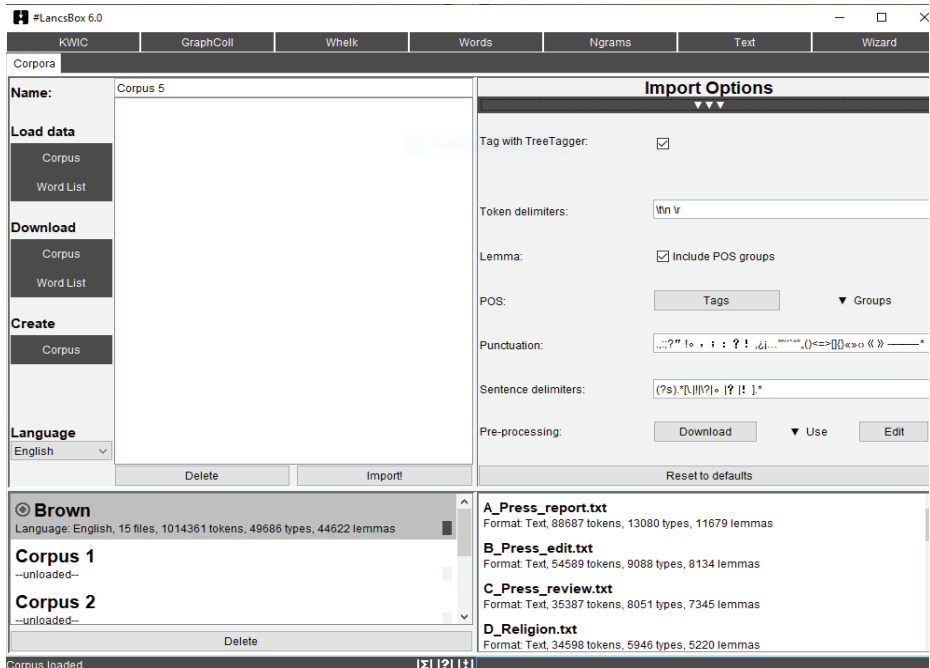 #LancsBox 6.0
KWIC GraphColl Whelk Words Ngrams Text Wizard
Corpora
Name: Corpus 5
Load data
Corpus
Word List
Download
Corpus
Word List
Create
Corpus
Language
English
Delete Import!
Import Options
▼▼▼
Tag with TreeTagger:
Token delimiters: \t\n \r
Lemma: Include POS groups
POS: Tags ▼ Groups
Punctuation:
Sentence delimiters: (?s).*[\.|!|\?|。|？|！].*
Pre-processing: Download ▼ Use Edit
Reset to defaults
Brown
Language: English, 15 files, 1014361 tokens, 49686 types, 44622 lemmas
Corpus 1
--unloaded--
Corpus 2
--unloaded--
Delete
A_Press_report.txt
Format: Text, 88687 tokens, 13080 types, 11679 lemmas
B_Press_edit.txt
Format: Text, 54589 tokens, 9088 types, 8134 lemmas
C_Press_review.txt
Format: Text, 35387 tokens, 8051 types, 7345 lemmas
D_Religion.txt
Format: Text, 34598 tokens, 5946 types, 5220 lemmas
Corpus loaded